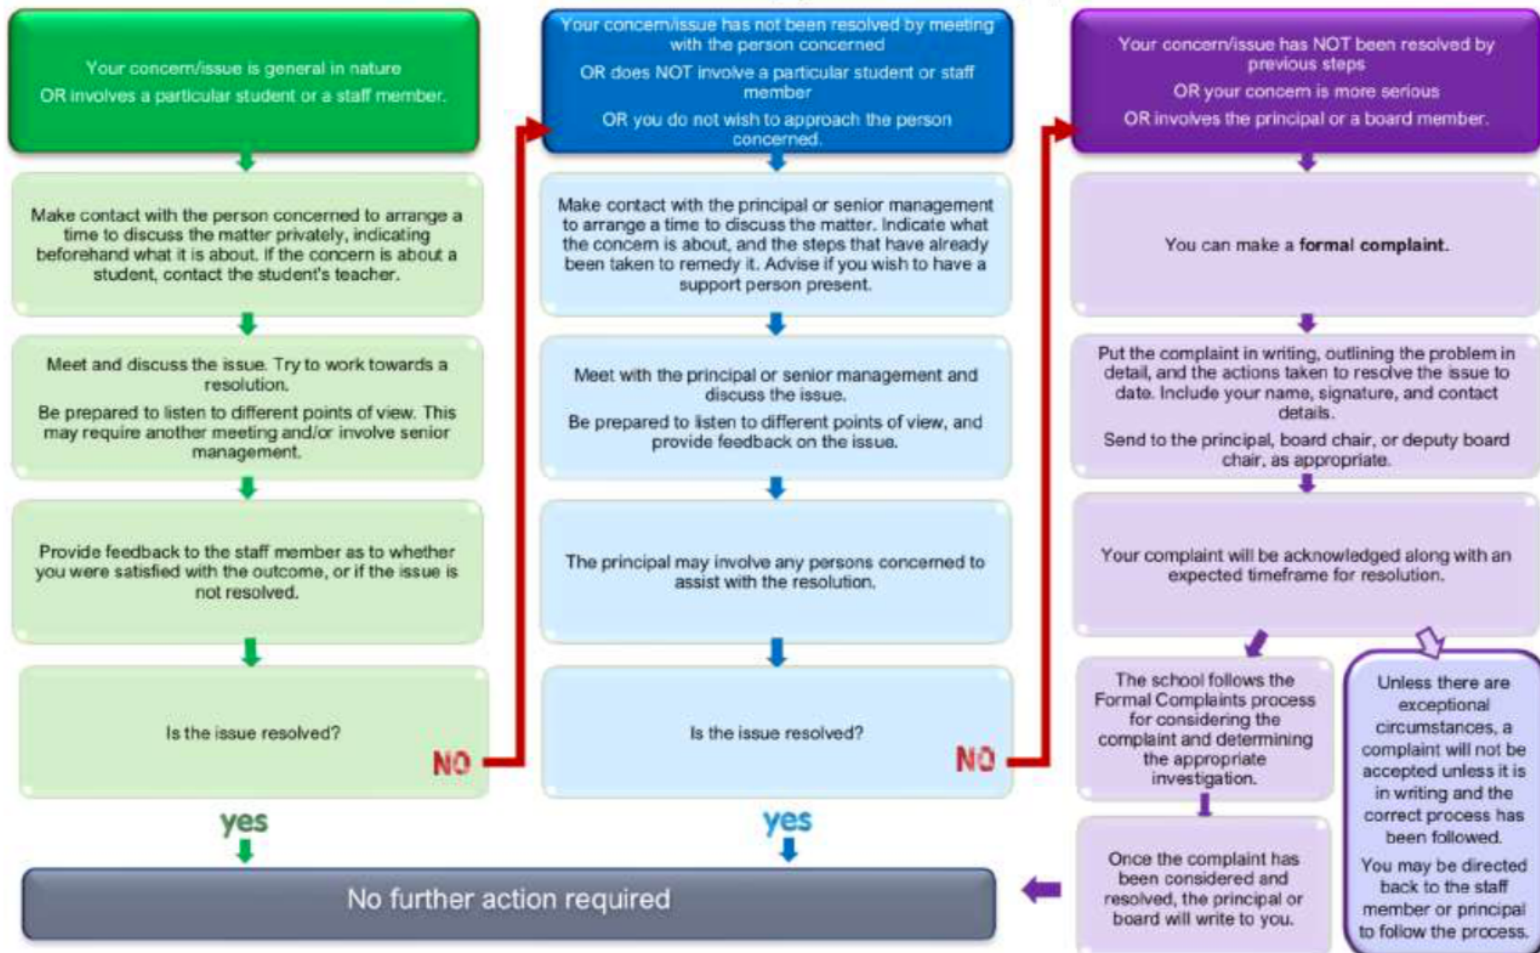 Your concern/issue is general in nature
OR involves a particular student or a staff member.
Make contact with the person concerned to arrange a
time to discuss the matter privately, indicating
beforehand what it is about. If the concern is about a
student, contact the student's teacher.
Meet and discuss the issue. Try to work towards a
resolution.
Be prepared to listen to different points of view. This
may require another meeting and/or involve senior
management.
Provide feedback to the staff member as to whether
you were satisfied with the outcome, or if the issue is
not resolved.
Is the issue resolved?
NO
yes
Your concern/issue has not been resolved by meeting
with the person concerned
OR does NOT involve a particular student or staff
member
OR you do not wish to approach the person
concerned.
Make contact with the principal or senior management
to arrange a time to discuss the matter. Indicate what
the concern is about, and the steps that have already
been taken to remedy it. Advise if you wish to have a
support person present.
Meet with the principal or senior management and
discuss the issue.
Be prepared to listen to different points of view, and
provide feedback on the issue.
The principal may involve any persons concerned to
assist with the resolution.
Is the issue resolved?
NO
yes
No further action required
Your concern/issue has NOT been resolved by
previous steps
OR your concern is more serious
OR involves the principal or a board member.
You can make a formal complaint.
Put the complaint in writing, outlining the problem in
detail, and the actions taken to resolve the issue to
date. Include your name, signature, and contact
details.
Send to the principal, board chair, or deputy board
chair, as appropriate.
Your complaint will be acknowledged along with an
expected timeframe for resolution.
The school follows the
Formal Complaints process
for considering the
complaint and determining
the appropriate
investigation.
Once the complaint has
been considered and
resolved, the principal or
board will write to you.
Unless there are
exceptional
circumstances, a
complaint will not be
accepted unless it is
in writing and the
correct process has
been followed.
You may be directed
back to the staff
member or principal
to follow the process.